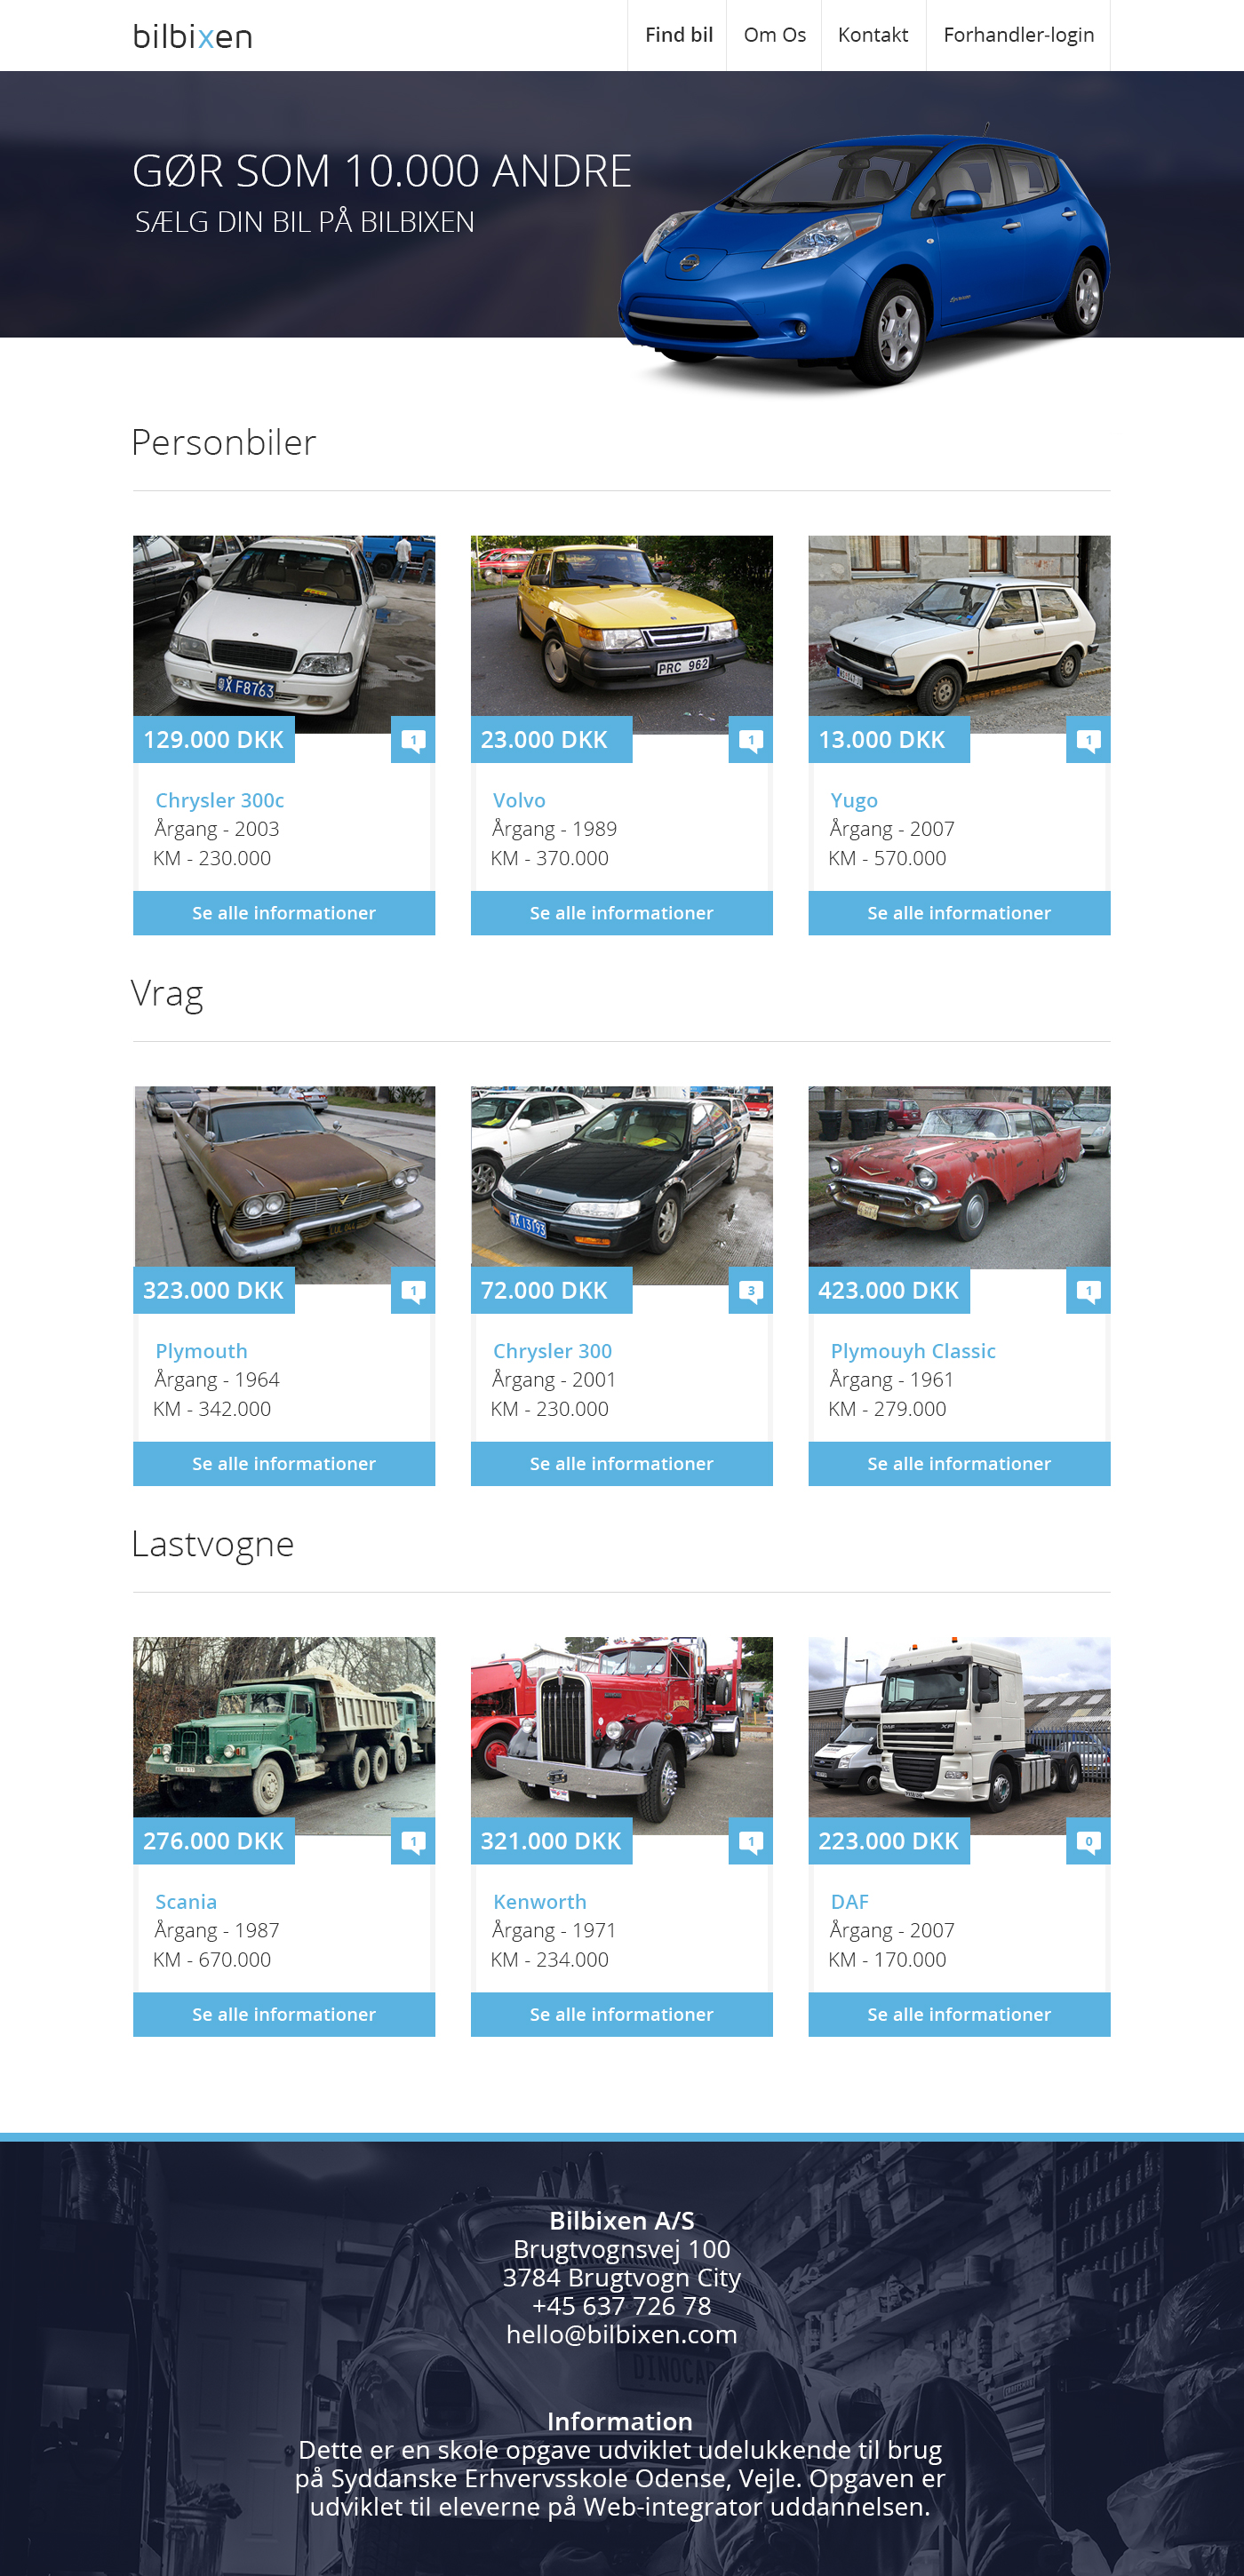 bilbixen
Find bil
Om Os
Kontakt
Forhandler-login
GØR SOM 10.000 ANDRE
SÆLG DIN BIL PÅ BILBIXEN
Personbiler
XF8763
PRC 962
129.000 DKK
1
23.000 DKK
1
13.000 DKK
1
Chrysler 300c
Årgang - 2003
KM - 230.000
Volvo
Årgang - 1989
KM - 370.000
Yugo
Årgang - 2007
KM - 570.000
Se alle informationer
Se alle informationer
Se alle informationer
Vrag
323.000 DKK
1
72.000 DKK
3
423.000 DKK
1
Plymouth
Årgang - 1964
KM - 342.000
Chrysler 300
Årgang - 2001
KM - 230.000
Plymouyh Classic
Årgang - 1961
KM - 279.000
Se alle informationer
Se alle informationer
Se alle informationer
Lastvogne
DAF
XF
276.000 DKK
1
321.000 DKK
1
223.000 DKK
0
Scania
Årgang - 1987
KM - 670.000
Kenworth
Årgang - 1971
KM - 234.000
DAF
Årgang - 2007
KM - 170.000
Se alle informationer
Se alle informationer
Se alle informationer
Bilbixen A/S
Brugtvognsvej 100
3784 Brugtvogn City
+45 637 726 78
hello@bilbixen.com
DINOCAR
Information
Dette er en skole opgave udviklet udelukkende til brug
på Syddanske Erhvervsskole Odense, Vejle. Opgaven er
udviklet til eleverne på Web-integrator uddannelsen.